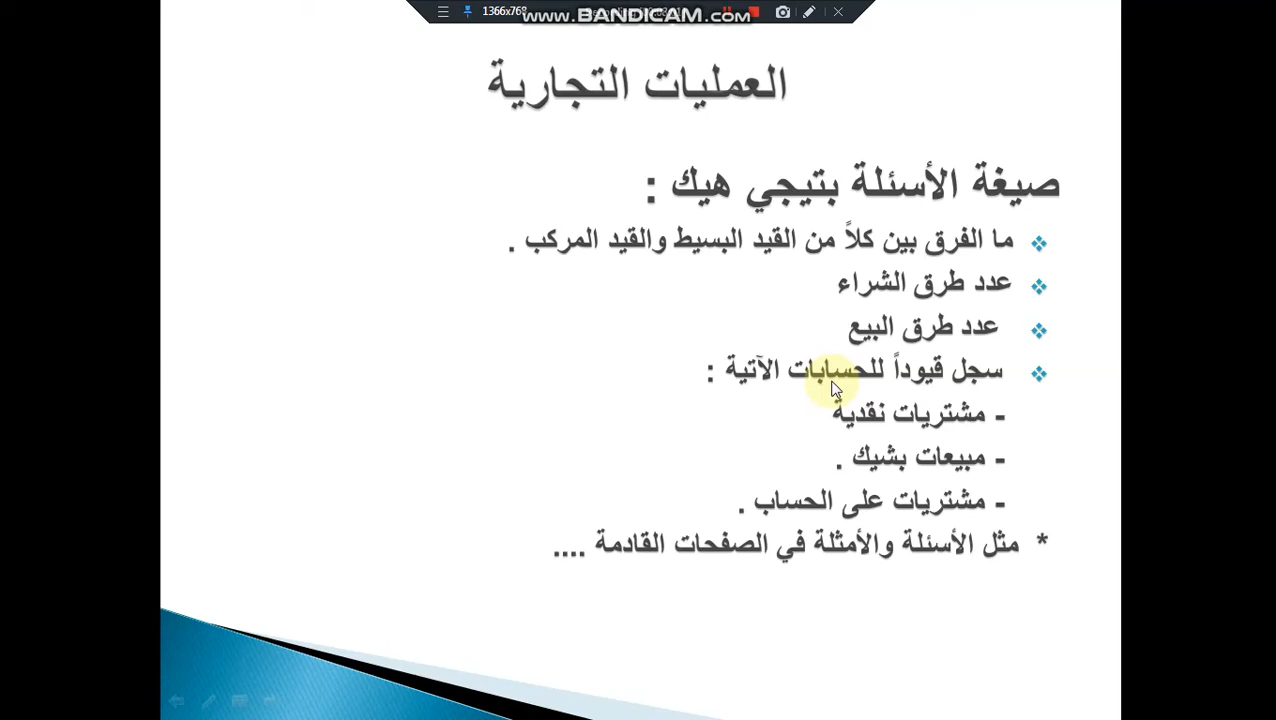 1366x768
WWW.BANDICAM.COM
العمليات التجارية
صيغة الأسئلة بتيجي هيك :
ما الفرق بين كلاً من القيد البسيط والقيد المركب .
عدد طرق الشراء
عدد طرق البيع
سجل قيوداً للحسابات الآتية :
- مشتريات نقدية
- مبيعات بشيك .
- مشتريات على الحساب .
* مثل الأسئلة والأمثلة في الصفحات القادمة ....